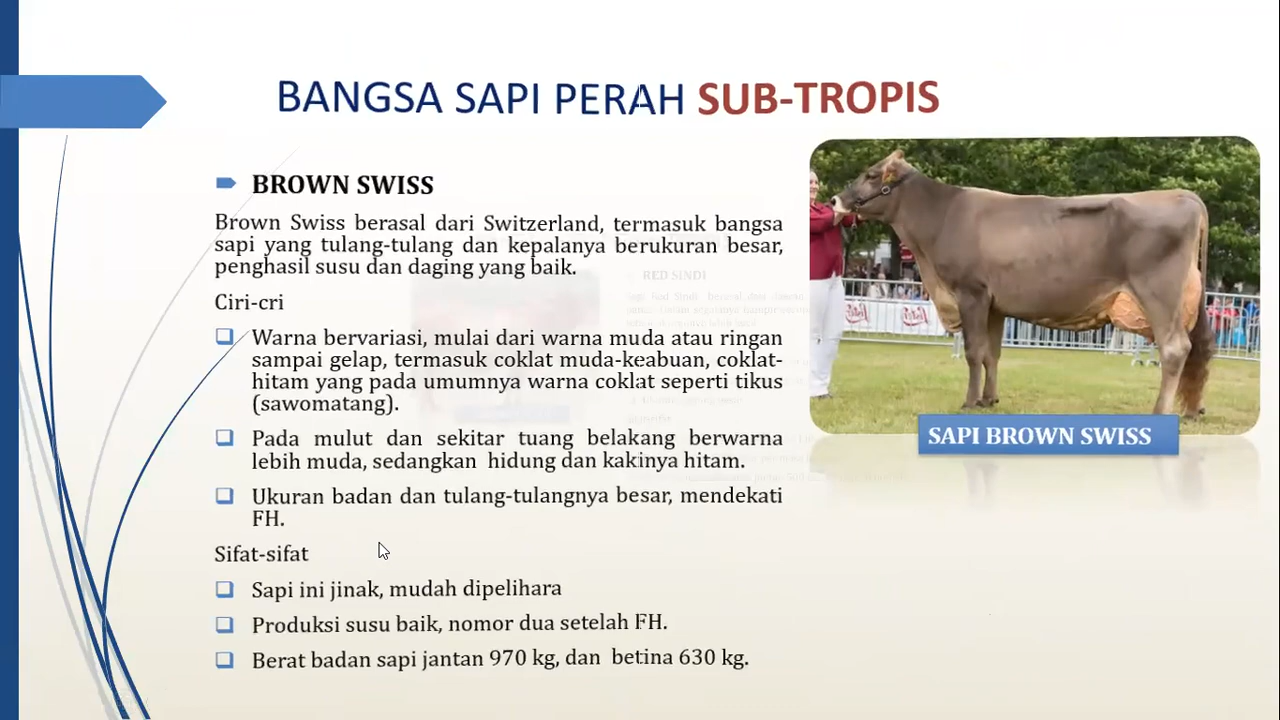 BANGSA SAPI PERAH SUB-TROPIS
BROWN SWISS
Brown Swiss berasal dari Switzerland, termasuk bangsa
sapi yang tulang-tulang dan kepalanya berukuran besar,
penghasil susu dan daging yang baik.
Ciri-cri
Warna bervariasi, mulai dari warna muda atau ringan
sampai gelap, termasuk coklat muda-keabuan, coklat-
hitam yang pada umumnya warna coklat seperti tikus
(sawomatang).
Pada mulut dan sekitar tuang belakang berwarna
lebih muda, sedangkan hidung dan kakinya hitam.
Ukuran badan dan tulang-tulangnya besar, mendekati
FH.
Sifat-sifat
Sapi ini jinak, mudah dipelihara
Produksi susu baik, nomor dua setelah FH.
Berat badan sapi jantan 970 kg, dan betina 630 kg.
SAPI BROWN SWISS
RED SINDI